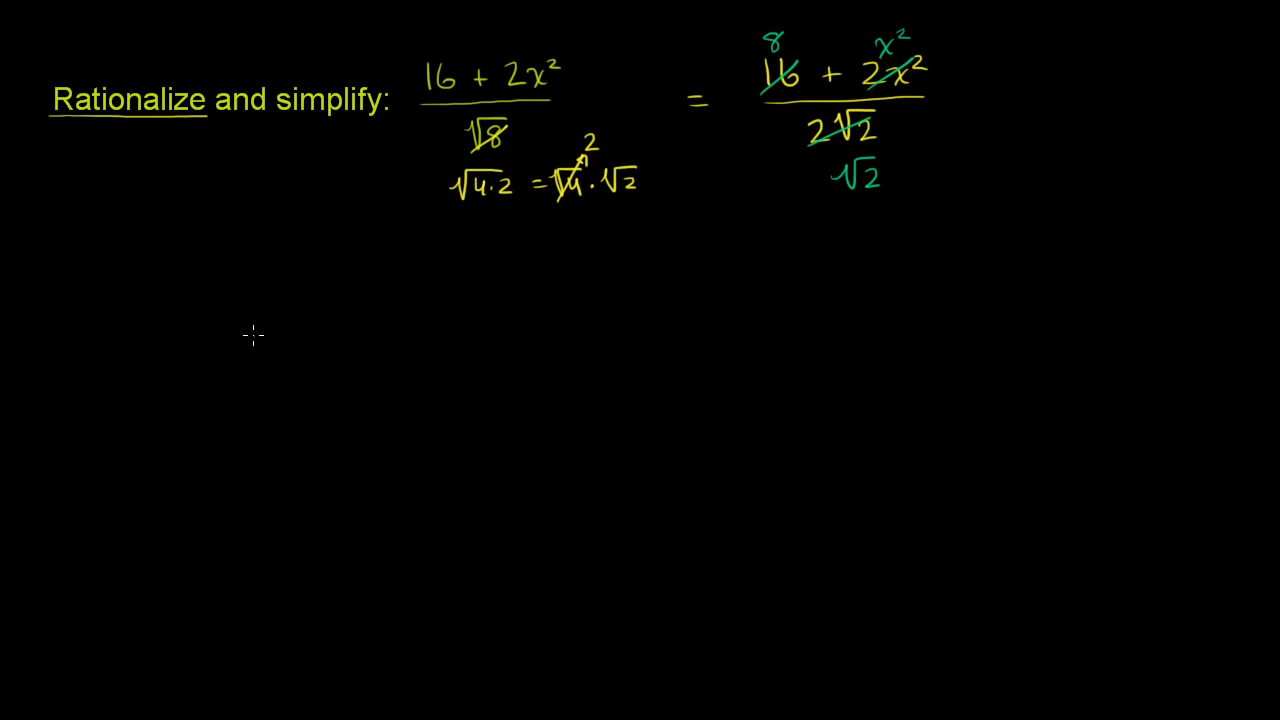 8 x²
16 + 2x² 16 + 2x²
Rationalize and simplify: =
√8 2√2
2
√4·2 = √4 · √2 √2